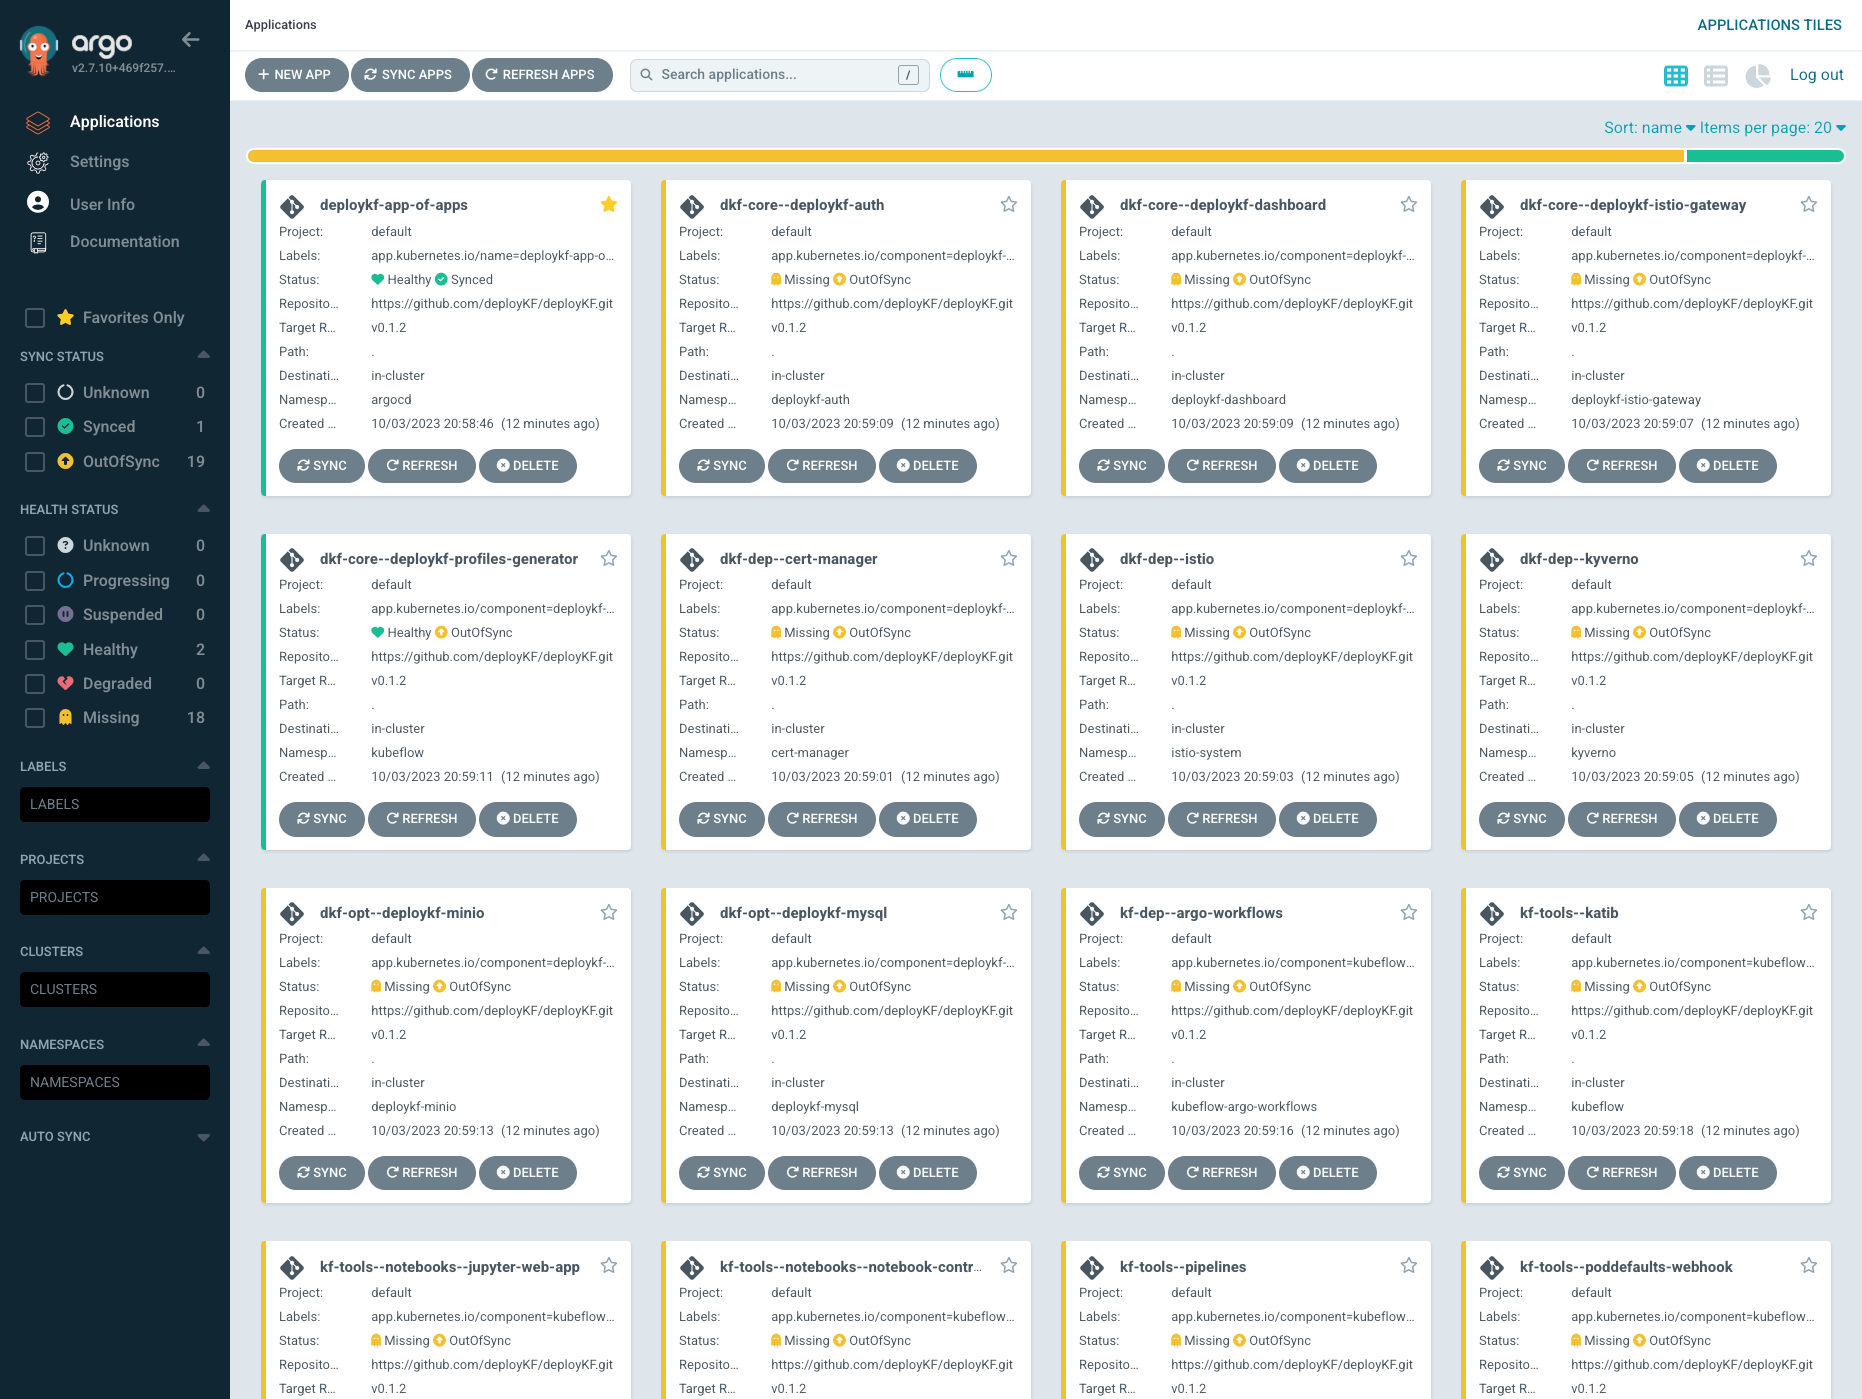 argo
v2.7.10+469f257....
Applications
Settings
User Info
Documentation
Favorites Only
SYNC STATUS
Unknown 0
Synced 1
OutOfSync 19
HEALTH STATUS
Unknown 0
Progressing 0
Suspended 0
Healthy 2
Degraded 0
Missing 18
LABELS
LABELS
PROJECTS
PROJECTS
CLUSTERS
CLUSTERS
NAMESPACES
NAMESPACES
AUTO SYNC
Applications
APPLICATIONS TILES
NEW APP SYNC APPS REFRESH APPS Search applications... / Log out
Sort: name Items per page: 20
deploykf-app-of-apps
Project: default
Labels: app.kubernetes.io/name=deploykf-app-o...
Status: Healthy Synced
Reposito... https://github.com/deployKF/deployKF.git
Target R... v0.1.2
Path: .
Destinati... in-cluster
Namesp... argocd
Created ... 10/03/2023 20:58:46 (12 minutes ago)
SYNC REFRESH DELETE
dkf-core--deploykf-auth
Project: default
Labels: app.kubernetes.io/component=deploykf-...
Status: Missing OutOfSync
Reposito... https://github.com/deployKF/deployKF.git
Target R... v0.1.2
Path: .
Destinati... in-cluster
Namesp... deploykf-auth
Created ... 10/03/2023 20:59:09 (12 minutes ago)
SYNC REFRESH DELETE
dkf-core--deploykf-dashboard
Project: default
Labels: app.kubernetes.io/component=deploykf-...
Status: Missing OutOfSync
Reposito... https://github.com/deployKF/deployKF.git
Target R... v0.1.2
Path: .
Destinati... in-cluster
Namesp... deploykf-dashboard
Created ... 10/03/2023 20:59:09 (12 minutes ago)
SYNC REFRESH DELETE
dkf-core--deploykf-istio-gateway
Project: default
Labels: app.kubernetes.io/component=deploykf-...
Status: Missing OutOfSync
Reposito... https://github.com/deployKF/deployKF.git
Target R... v0.1.2
Path: .
Destinati... in-cluster
Namesp... deploykf-istio-gateway
Created ... 10/03/2023 20:59:07 (12 minutes ago)
SYNC REFRESH DELETE
dkf-core--deploykf-profiles-generator
Project: default
Labels: app.kubernetes.io/component=deploykf-...
Status: Healthy OutOfSync
Reposito... https://github.com/deployKF/deployKF.git
Target R... v0.1.2
Path: .
Destinati... in-cluster
Namesp... kubeflow
Created ... 10/03/2023 20:59:11 (12 minutes ago)
SYNC REFRESH DELETE
dkf-dep--cert-manager
Project: default
Labels: app.kubernetes.io/component=deploykf-...
Status: Missing OutOfSync
Reposito... https://github.com/deployKF/deployKF.git
Target R... v0.1.2
Path: .
Destinati... in-cluster
Namesp... cert-manager
Created ... 10/03/2023 20:59:01 (12 minutes ago)
SYNC REFRESH DELETE
dkf-dep--istio
Project: default
Labels: app.kubernetes.io/component=deploykf-...
Status: Missing OutOfSync
Reposito... https://github.com/deployKF/deployKF.git
Target R... v0.1.2
Path: .
Destinati... in-cluster
Namesp... istio-system
Created ... 10/03/2023 20:59:03 (12 minutes ago)
SYNC REFRESH DELETE
dkf-dep--kyverno
Project: default
Labels: app.kubernetes.io/component=deploykf-...
Status: Missing OutOfSync
Reposito... https://github.com/deployKF/deployKF.git
Target R... v0.1.2
Path: .
Destinati... in-cluster
Namesp... kyverno
Created ... 10/03/2023 20:59:05 (12 minutes ago)
SYNC REFRESH DELETE
dkf-opt--deploykf-minio
Project: default
Labels: app.kubernetes.io/component=deploykf-...
Status: Missing OutOfSync
Reposito... https://github.com/deployKF/deployKF.git
Target R... v0.1.2
Path: .
Destinati... in-cluster
Namesp... deploykf-minio
Created ... 10/03/2023 20:59:13 (12 minutes ago)
SYNC REFRESH DELETE
dkf-opt--deploykf-mysql
Project: default
Labels: app.kubernetes.io/component=deploykf-...
Status: Missing OutOfSync
Reposito... https://github.com/deployKF/deployKF.git
Target R... v0.1.2
Path: .
Destinati... in-cluster
Namesp... deploykf-mysql
Created ... 10/03/2023 20:59:13 (12 minutes ago)
SYNC REFRESH DELETE
kf-dep--argo-workflows
Project: default
Labels: app.kubernetes.io/component=kubeflow...
Status: Missing OutOfSync
Reposito... https://github.com/deployKF/deployKF.git
Target R... v0.1.2
Path: .
Destinati... in-cluster
Namesp... kubeflow-argo-workflows
Created ... 10/03/2023 20:59:16 (12 minutes ago)
SYNC REFRESH DELETE
kf-tools--katib
Project: default
Labels: app.kubernetes.io/component=kubeflow...
Status: Missing OutOfSync
Reposito... https://github.com/deployKF/deployKF.git
Target R... v0.1.2
Path: .
Destinati... in-cluster
Namesp... kubeflow
Created ... 10/03/2023 20:59:18 (12 minutes ago)
SYNC REFRESH DELETE
kf-tools--notebooks--jupyter-web-app
Project: default
Labels: app.kubernetes.io/component=kubeflow...
Status: Missing OutOfSync
Reposito... https://github.com/deployKF/deployKF.git
Target R... v0.1.2
kf-tools--notebooks--notebook-contr...
Project: default
Labels: app.kubernetes.io/component=kubeflow...
Status: Missing OutOfSync
Reposito... https://github.com/deployKF/deployKF.git
Target R... v0.1.2
kf-tools--pipelines
Project: default
Labels: app.kubernetes.io/component=kubeflow...
Status: Missing OutOfSync
Reposito... https://github.com/deployKF/deployKF.git
Target R... v0.1.2
kf-tools--poddefaults-webhook
Project: default
Labels: app.kubernetes.io/component=kubeflow...
Status: Missing OutOfSync
Reposito... https://github.com/deployKF/deployKF.git
Target R... v0.1.2